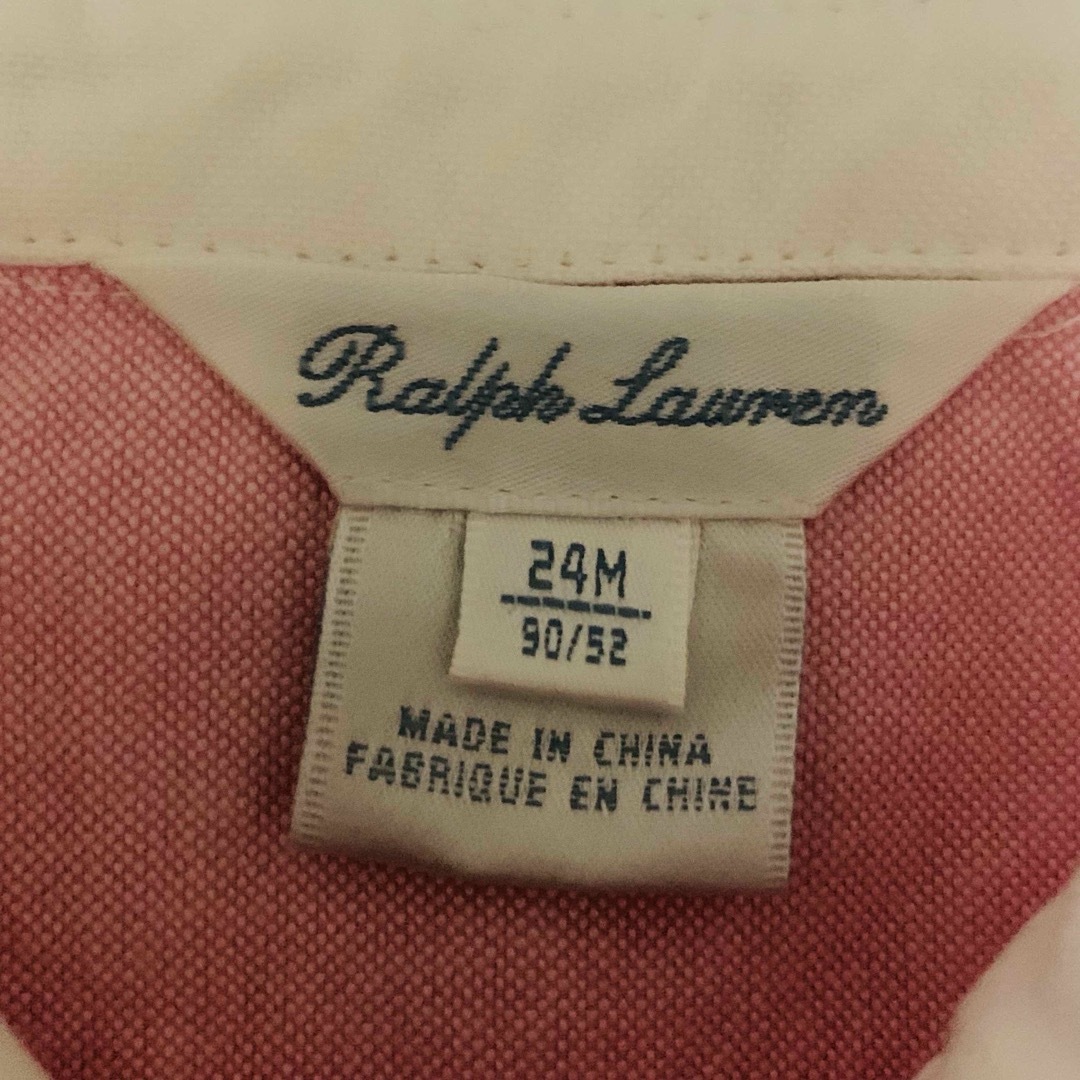 Ralph Lauren
24M
90/52
MADE IN CHINA
FABRIQUE EN CHINE